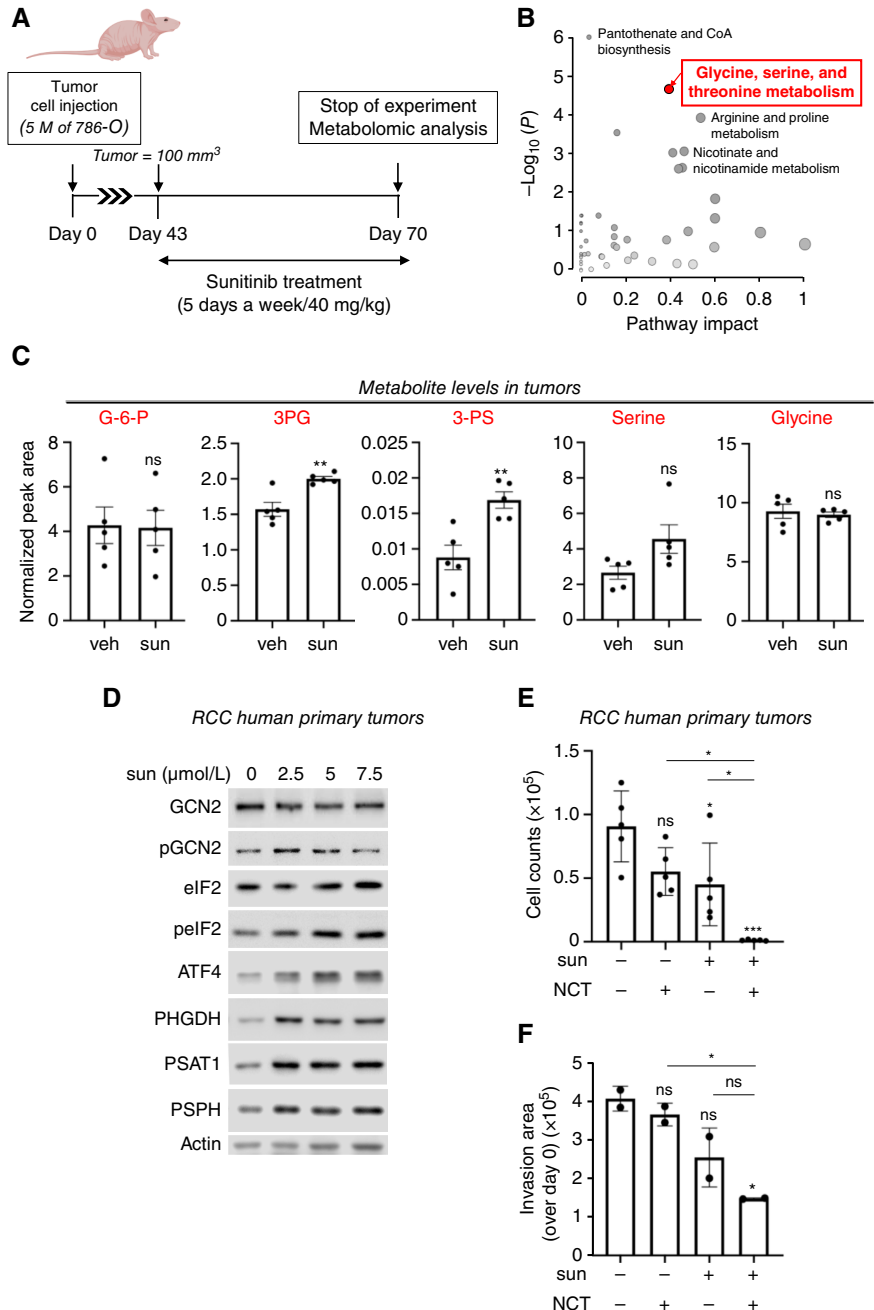 A
Tumor
cell injection
(5 M of 786-O)
Tumor = 100 mm³
Stop of experiment
Metabolomic analysis
Day 0
Day 43
Day 70
Sunitinib treatment
(5 days a week/40 mg/kg)
B
–Log₁₀ (P)
6
5
4
3
2
1
0
Pantothenate and CoA
biosynthesis
Glycine, serine, and
threonine metabolism
Arginine and proline
metabolism
Nicotinate and
nicotinamide metabolism
0 0.2 0.4 0.6 0.8 1
Pathway impact
C
Metabolite levels in tumors
Normalized peak area
G-6-P
8
6
4
2
0
ns
veh sun
3PG
2.5
2.0
1.5
1.0
0.5
0
**
veh sun
3-PS
0.025
0.02
0.015
0.01
0.005
0
**
veh sun
Serine
10
8
6
4
2
0
ns
veh sun
Glycine
15
10
5
0
ns
veh sun
D
RCC human primary tumors
sun (μmol/L) 0 2.5 5 7.5
GCN2
pGCN2
eIF2
peIF2
ATF4
PHGDH
PSAT1
PSPH
Actin
E
RCC human primary tumors
Cell counts (×10⁵)
1.5
1.0
0.5
0
*
*
ns
*
***
sun – – + +
NCT – + – +
F
Invasion area
(over day 0) (×10⁵)
5
4
3
2
1
0
*
ns
ns
ns
*
sun – – + +
NCT – + – +